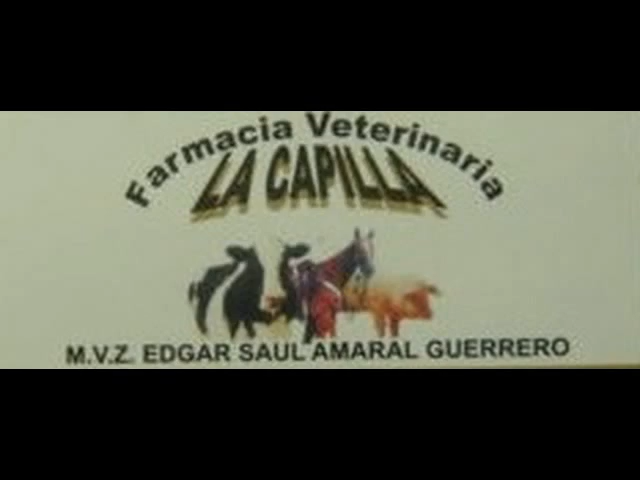 Farmacia Veterinaria
LA CAPILLA
M.V.Z. EDGAR SAUL AMARAL GUERRERO